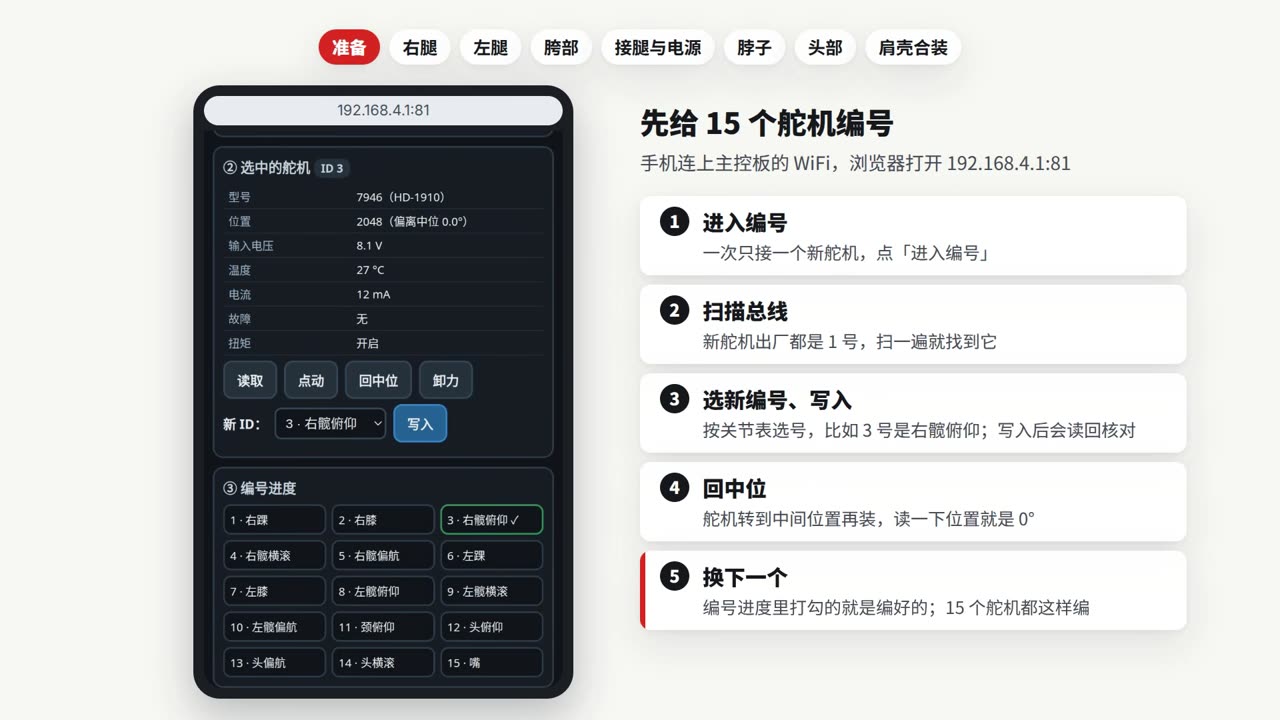 准备 右腿 左腿 胯部 接腿与电源 脖子 头部 肩壳合装
192.168.4.1:81
② 选中的舵机 ID 3
型号 7946（HD-1910）
位置 2048（偏离中位 0.0°）
输入电压 8.1 V
温度 27 °C
电流 12 mA
故障 无
扭矩 开启
读取 点动 回中位 卸力
新 ID： 3 · 右髋俯仰 写入
③ 编号进度
1 · 右踝 2 · 右膝 3 · 右髋俯仰 ✓
4 · 右髋横滚 5 · 右髋偏航 6 · 左踝
7 · 左膝 8 · 左髋俯仰 9 · 左髋横滚
10 · 左髋偏航 11 · 颈俯仰 12 · 头俯仰
13 · 头偏航 14 · 头横滚 15 · 嘴
先给 15 个舵机编号
手机连上主控板的 WiFi，浏览器打开 192.168.4.1:81
1 进入编号
一次只接一个新舵机，点「进入编号」
2 扫描总线
新舵机出厂都是 1 号，扫一遍就找到它
3 选新编号、写入
按关节表选号，比如 3 号是右髋俯仰；写入后会读回核对
4 回中位
舵机转到中间位置再装，读一下位置就是 0°
5 换下一个
编号进度里打勾的就是编好的；15 个舵机都这样编